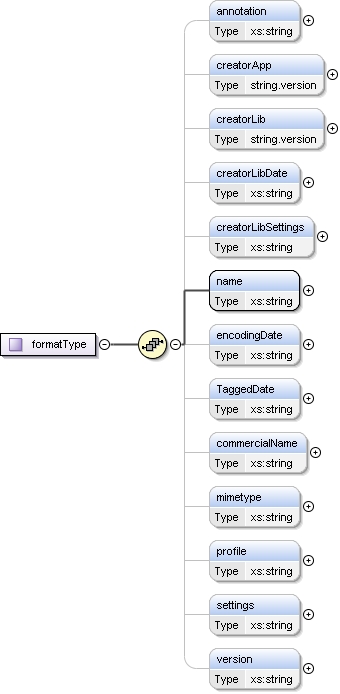 annotation
Type xs:string
creatorApp
Type string.version
creatorLib
Type string.version
creatorLibDate
Type xs:string
creatorLibSettings
Type xs:string
name
Type xs:string
formatType
encodingDate
Type xs:string
TaggedDate
Type xs:string
commercialName
Type xs:string
mimetype
Type xs:string
profile
Type xs:string
settings
Type xs:string
version
Type xs:string